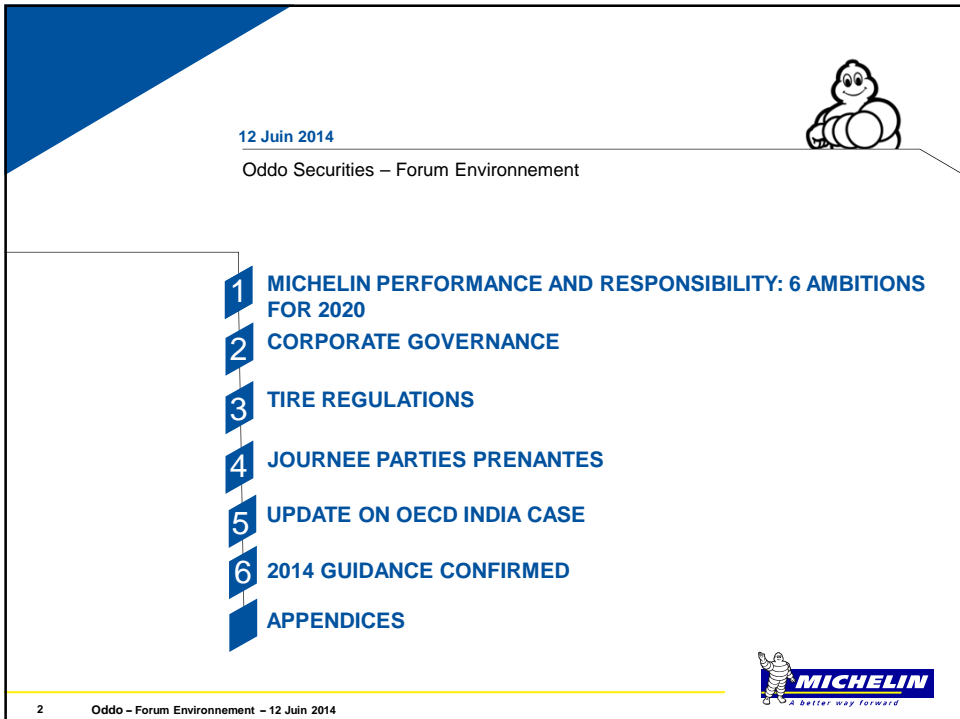 12 Juin 2014
Oddo Securities – Forum Environnement
1 MICHELIN PERFORMANCE AND RESPONSIBILITY: 6 AMBITIONS
FOR 2020
2 CORPORATE GOVERNANCE
3 TIRE REGULATIONS
4 JOURNEE PARTIES PRENANTES
5 UPDATE ON OECD INDIA CASE
6 2014 GUIDANCE CONFIRMED
APPENDICES
MICHELIN
A better way forward
2 Oddo – Forum Environnement – 12 Juin 2014